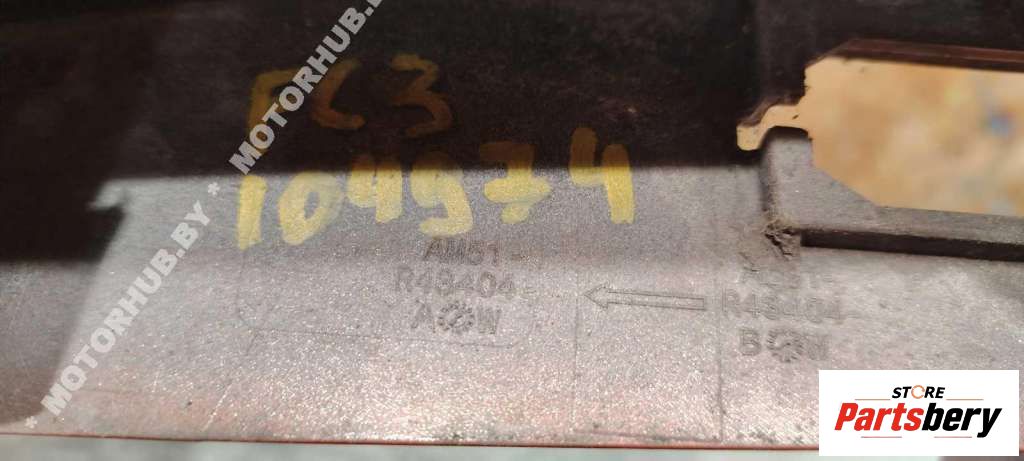 FC3
104974
* MOTORHUB.BY * MOTORHUB.BY *
AM51-
R48404-
A W
R48404-
B W
STORE
Partsbery